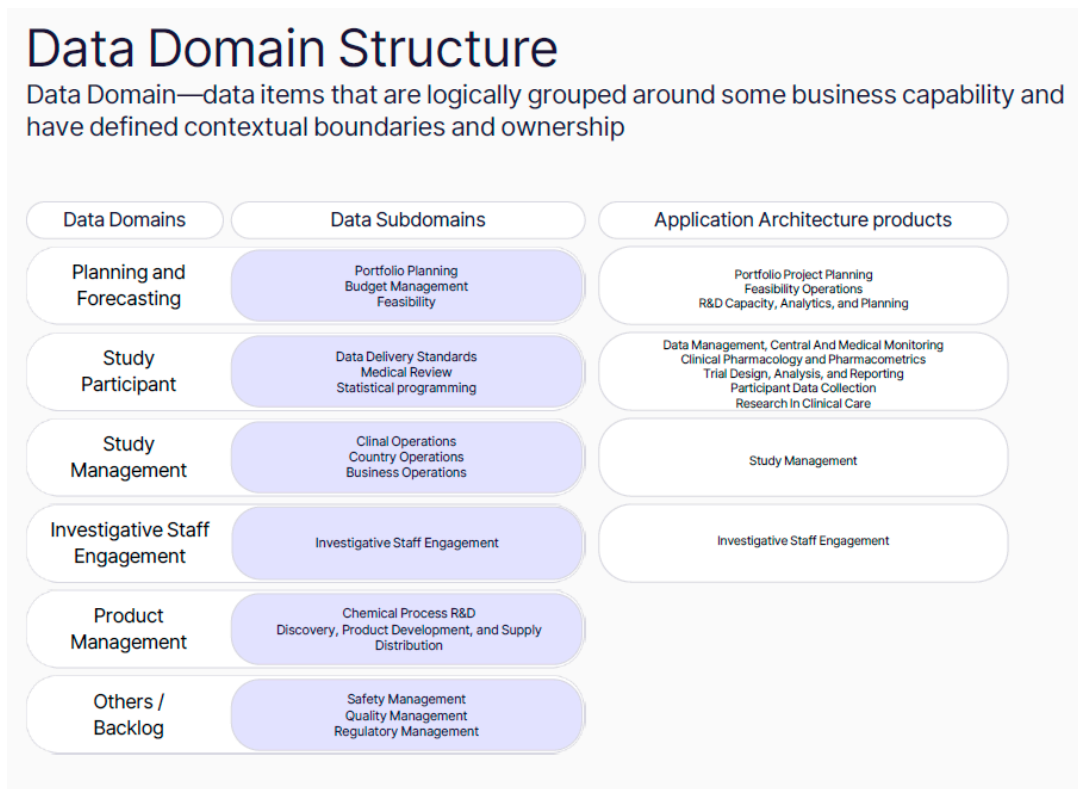 Data Domain Structure
Data Domain—data items that are logically grouped around some business capability and
have defined contextual boundaries and ownership
Data Domains
Data Subdomains
Application Architecture products
Planning and
Forecasting
Portfolio Planning
Budget Management
Feasibility
Portfolio Project Planning
Feasibility Operations
R&D Capacity, Analytics, and Planning
Study
Participant
Data Delivery Standards
Medical Review
Statistical programming
Data Management, Central And Medical Monitoring
Clinical Pharmacology and Pharmacometrics
Trial Design, Analysis, and Reporting
Participant Data Collection
Research In Clinical Care
Study
Management
Clinal Operations
Country Operations
Business Operations
Study Management
Investigative Staff
Engagement
Investigative Staff Engagement
Investigative Staff Engagement
Product
Management
Chemical Process R&D
Discovery, Product Development, and Supply
Distribution
Others /
Backlog
Safety Management
Quality Management
Regulatory Management